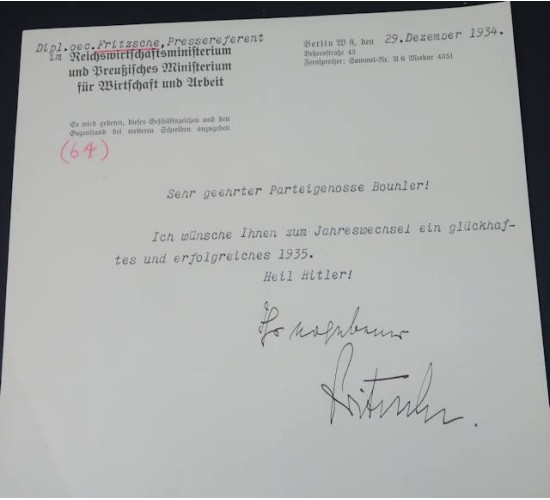 Dipl.oec.Fritzsche,Pressereferent
im Reichswirtschaftsministerium
und Preußisches Ministerium
für Wirtschaft und Arbeit
Berlin W 8, den 29.Dezember 1934.
Behrenstraße 43
Fernsprecher: Sammel-Nr. A 6 Merkur 4351
Es wird gebeten, dieses Geschäftszeichen und den
Gegenstand bei weiteren Schreiben anzugeben
(64)
Sehr geehrter Parteigenosse Bouhler!
Ich wünsche Ihnen zum Jahreswechsel ein glückhaf-
tes und erfolgreiches 1935.
Heil Hitler!
Ihr ergebener
Fritzsche.